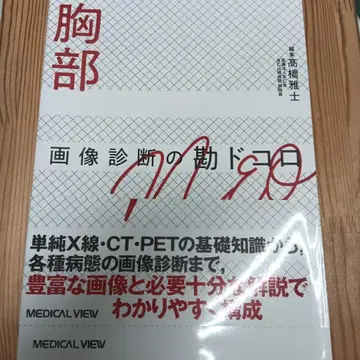 胸部
編集 髙橋雅士
画像診断の勘ドコロ
単純X線・CT・PETの基礎知識から,
各種病態の画像診断まで,
豊富な画像と必要十分な解説で
わかりやすく構成
MEDICAL VIEW
MEDICAL VIEW